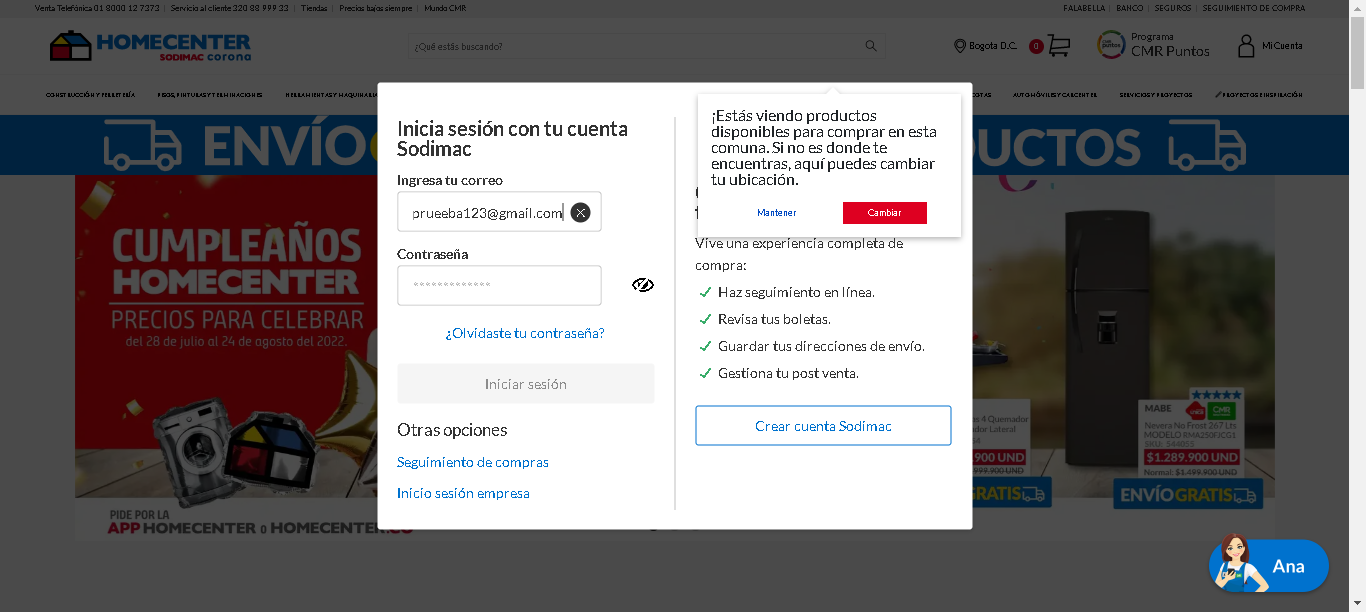 Venta Telefónica 01 8000 12 7373 | Servicio al cliente 320 88 999 33 | Tiendas | Precios bajos siempre | Mundo CMR
FALABELLA | BANCO | SEGUROS | SEGUIMIENTO DE COMPRA
HOMECENTER
SODIMAC corona
¿Qué estás buscando?
Bogota D.C.
0
Programa
CMR Puntos
Mi Cuenta
CONSTRUCCIÓN Y FERRETERÍA
PISOS, PINTURAS Y TERMINACIONES
HERRAMIENTAS Y MAQUINARIA
AUTOMÓVILES Y CARCENTER
SERVICIOS Y PROYECTOS
PROYECTOS E INSPIRACIÓN
ENVÍO
DUCTOS
Inicia sesión con tu cuenta
Sodimac
Ingresa tu correo
prueeba123@gmail.com
Contraseña
*************
¿Olvidaste tu contraseña?
Iniciar sesión
Otras opciones
Seguimiento de compras
Inicio sesión empresa
¡Estás viendo productos
disponibles para comprar en esta
comuna. Si no es donde te
encuentras, aquí puedes cambiar
tu ubicación.
Mantener
Cambiar
Vive una experiencia completa de
compra:
Haz seguimiento en línea.
Revisa tus boletas.
Guardar tus direcciones de envío.
Gestiona tu post venta.
Crear cuenta Sodimac
CUMPLEAÑOS
HOMECENTER
PRECIOS PARA CELEBRAR
del 28 de julio al 24 de agosto del 2022.
PIDE POR LA
APP HOMECENTER o HOMECENTER.CO
s 4 Quemador
ador Lateral
4
900 UND
.499.900 UND
GRATIS
MABE
CMR
Nevera No Frost 267 Lts
MODELO RMA250FJCG1
SKU: 544055
$1.289.900 UND
Normal: $1.499.900 UND
ENVÍO GRATIS
Ana